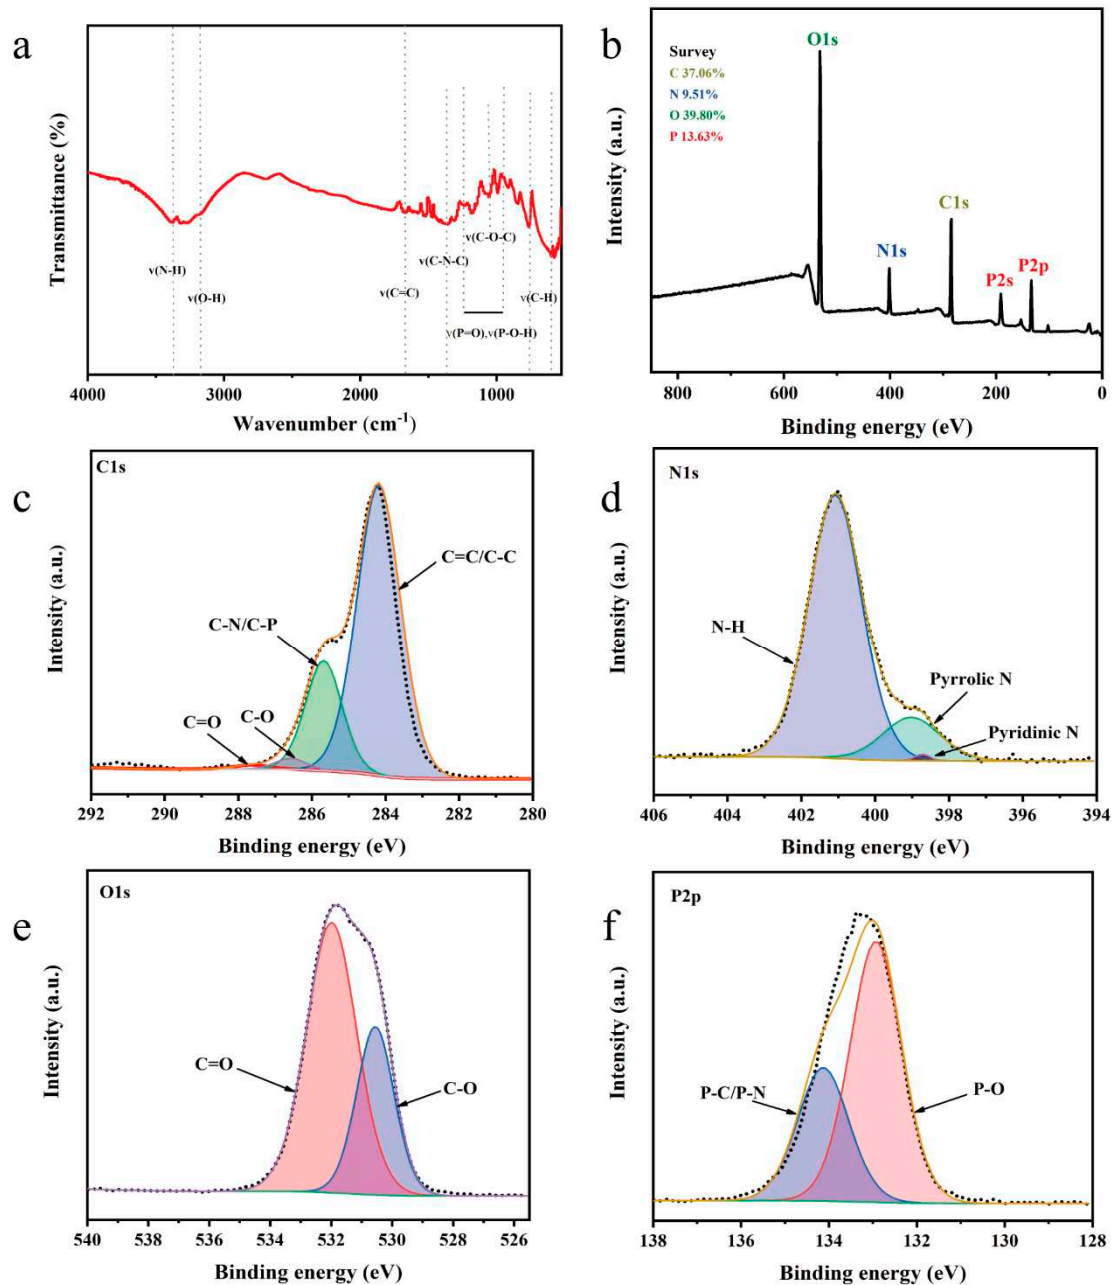 a
Transmittance (%)
ν(N-H)
ν(O-H)
ν(C=C)
ν(C-N-C)
ν(C-O-C)
ν(P=O),ν(P-O-H)
ν(C-H)
4000 3000 2000 1000
Wavenumber (cm⁻¹)
b
Intensity (a.u.)
Survey
C 37.06%
N 9.51%
O 39.80%
P 13.63%
O1s
N1s
C1s
P2s
P2p
800 600 400 200 0
Binding energy (eV)
c
Intensity (a.u.)
C1s
C=C/C-C
C-N/C-P
C-O
C=O
292 290 288 286 284 282 280
Binding energy (eV)
d
Intensity (a.u.)
N1s
N-H
Pyrrolic N
Pyridinic N
406 404 402 400 398 396 394
Binding energy (eV)
e
Intensity (a.u.)
O1s
C=O
C-O
540 538 536 534 532 530 528 526
Binding energy (eV)
f
Intensity (a.u.)
P2p
P-C/P-N
P-O
138 136 134 132 130 128
Binding energy (eV)